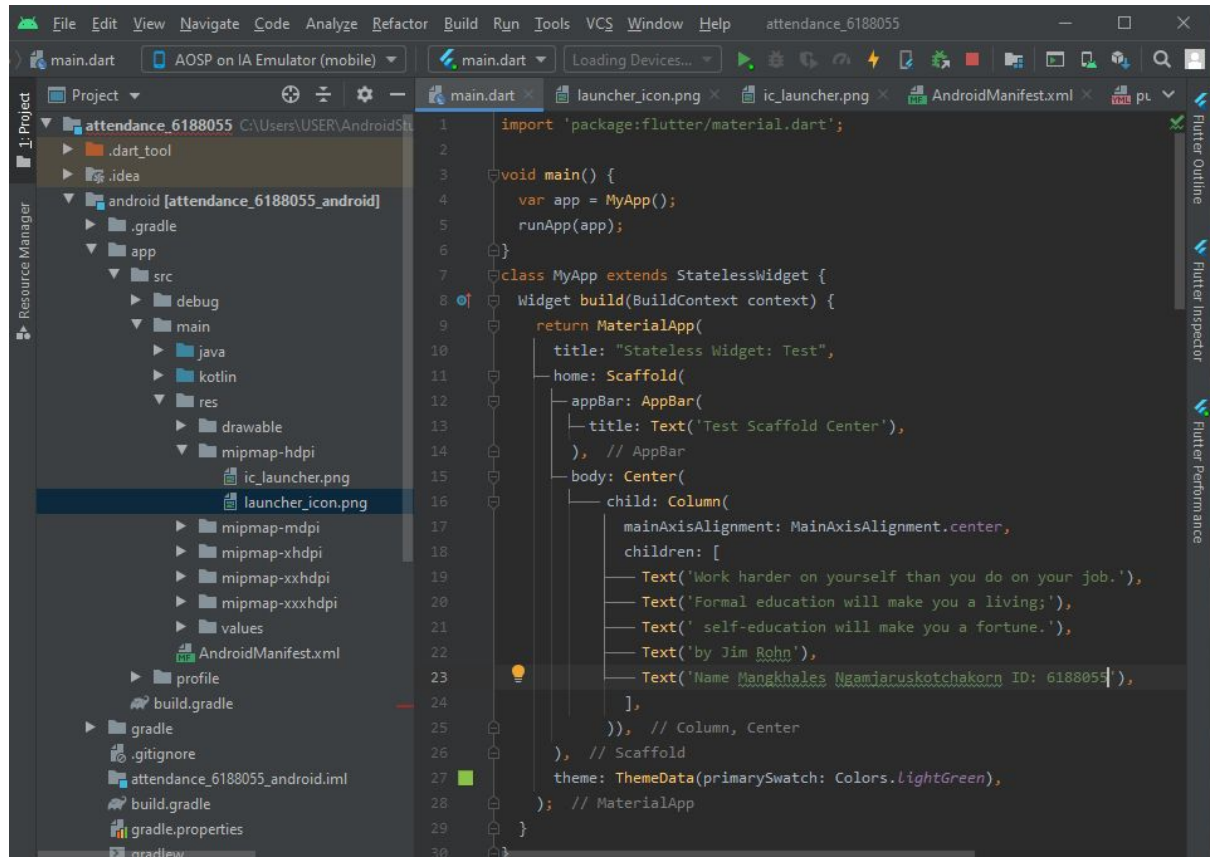 File Edit View Navigate Code Analyze Refactor Build Run Tools VCS Window Help attendance_6188055
main.dart AOSP on IA Emulator (mobile) main.dart Loading Devices...
Project
main.dart launcher_icon.png ic_launcher.png AndroidManifest.xml pu
1: Project
Resource Manager
attendance_6188055 C:\Users\USER\AndroidStu
.dart_tool
.idea
android [attendance_6188055_android]
.gradle
app
src
debug
main
java
kotlin
res
drawable
mipmap-hdpi
ic_launcher.png
launcher_icon.png
mipmap-mdpi
mipmap-xhdpi
mipmap-xxhdpi
mipmap-xxxhdpi
values
AndroidManifest.xml
profile
build.gradle
gradle
.gitignore
attendance_6188055_android.iml
build.gradle
gradle.properties
gradlew
1 import 'package:flutter/material.dart';
2
3 void main() {
4 var app = MyApp();
5 runApp(app);
6 }
7 class MyApp extends StatelessWidget {
8 Widget build(BuildContext context) {
9 return MaterialApp(
10 title: "Stateless Widget: Test",
11 home: Scaffold(
12 appBar: AppBar(
13 title: Text('Test Scaffold Center'),
14 ), // AppBar
15 body: Center(
16 child: Column(
17 mainAxisAlignment: MainAxisAlignment.center,
18 children: [
19 Text('Work harder on yourself than you do on your job.'),
20 Text('Formal education will make you a living;'),
21 Text(' self-education will make you a fortune.'),
22 Text('by Jim Rohn'),
23 Text('Name Mangkhales Ngamjaruskotchakorn ID: 6188055'),
24 ],
25 )), // Column, Center
26 ), // Scaffold
27 theme: ThemeData(primarySwatch: Colors.lightGreen),
28 ); // MaterialApp
29 }
30 }
Flutter Outline
Flutter Inspector
Flutter Performance